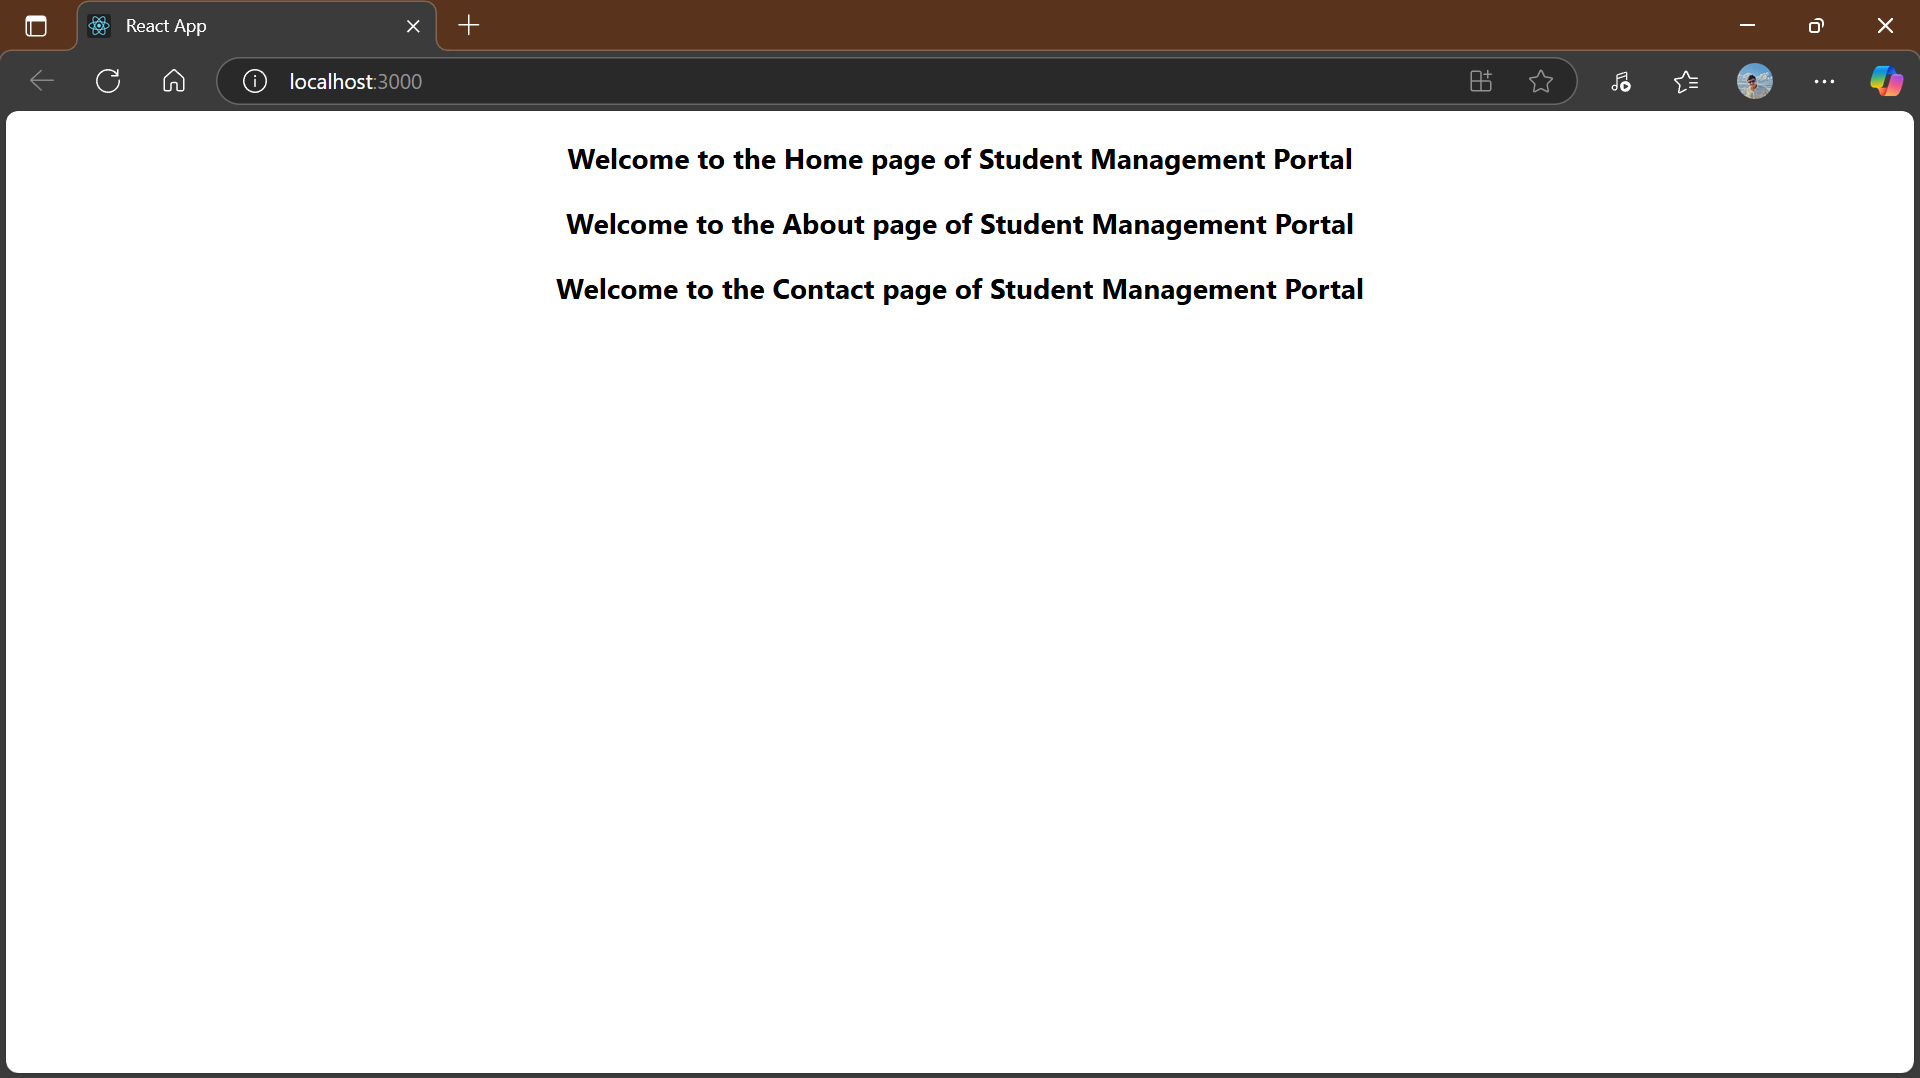 React App
localhost:3000
Welcome to the Home page of Student Management Portal
Welcome to the About page of Student Management Portal
Welcome to the Contact page of Student Management Portal